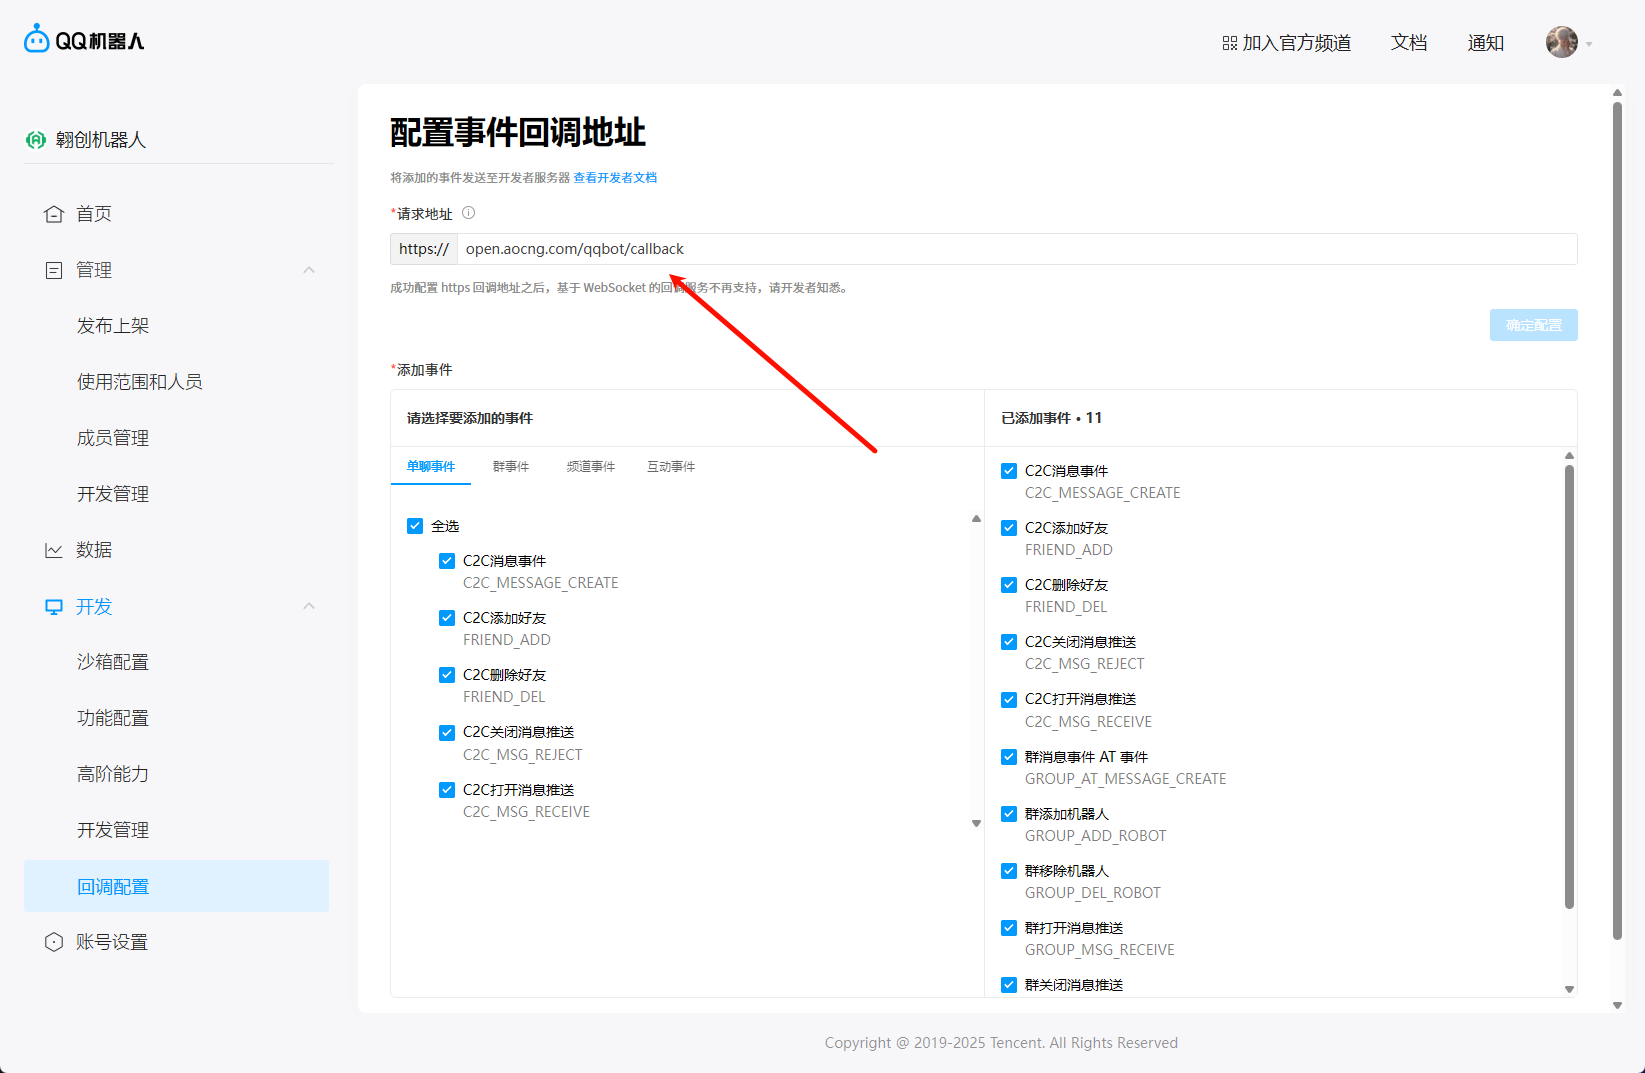 QQ机器人
加入官方频道
文档
通知
翱创机器人
首页
管理
发布上架
使用范围和人员
成员管理
开发管理
数据
开发
沙箱配置
功能配置
高阶能力
开发管理
回调配置
账号设置
配置事件回调地址
将添加的事件发送至开发者服务器 查看开发者文档
*请求地址
https:// open.aocng.com/qqbot/callback
成功配置 https 回调地址之后，基于 WebSocket 的回调服务不再支持，请开发者知悉。
确定配置
*添加事件
请选择要添加的事件
单聊事件 群事件 频道事件 互动事件
全选
C2C消息事件
C2C_MESSAGE_CREATE
C2C添加好友
FRIEND_ADD
C2C删除好友
FRIEND_DEL
C2C关闭消息推送
C2C_MSG_REJECT
C2C打开消息推送
C2C_MSG_RECEIVE
已添加事件 • 11
C2C消息事件
C2C_MESSAGE_CREATE
C2C添加好友
FRIEND_ADD
C2C删除好友
FRIEND_DEL
C2C关闭消息推送
C2C_MSG_REJECT
C2C打开消息推送
C2C_MSG_RECEIVE
群消息事件 AT 事件
GROUP_AT_MESSAGE_CREATE
群添加机器人
GROUP_ADD_ROBOT
群移除机器人
GROUP_DEL_ROBOT
群打开消息推送
GROUP_MSG_RECEIVE
群关闭消息推送
Copyright @ 2019-2025 Tencent. All Rights Reserved